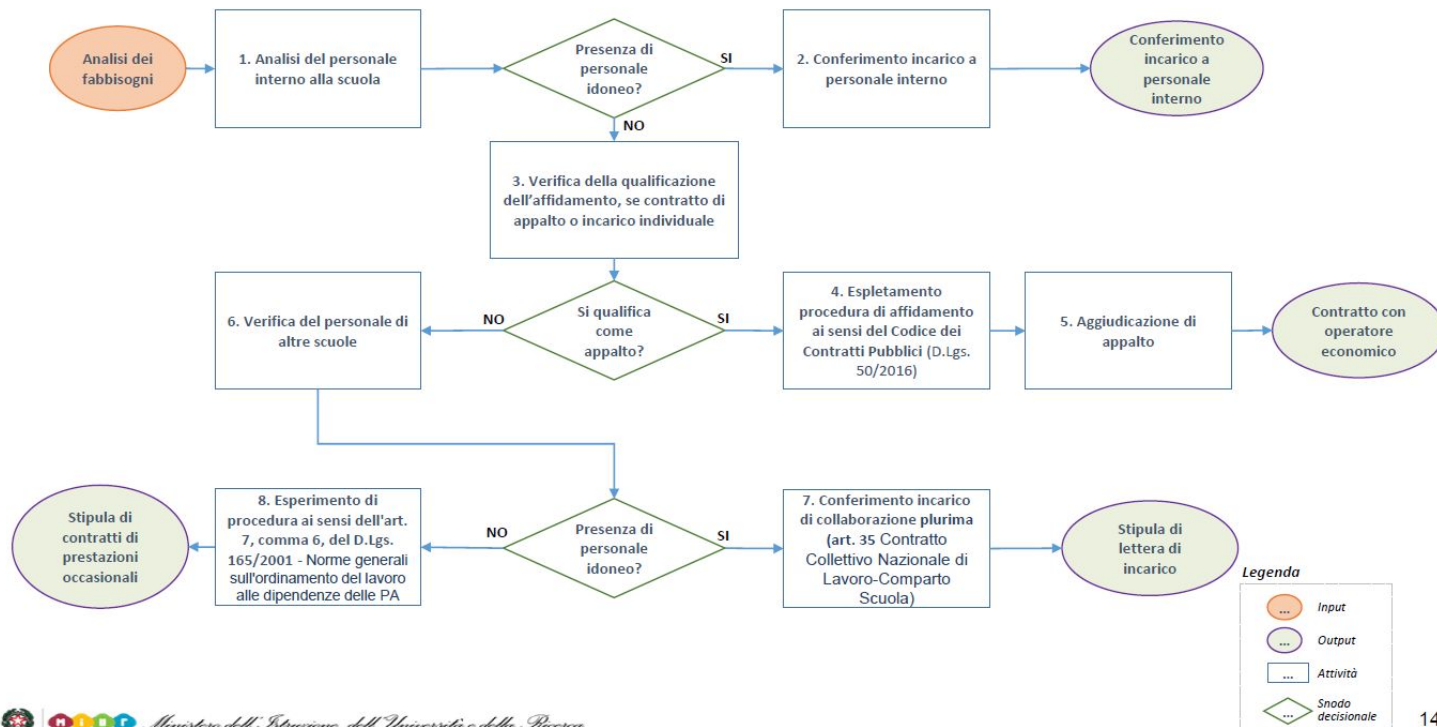 Analisi dei
fabbisogni
1. Analisi del personale
interno alla scuola
Presenza di
personale
idoneo?
SI
2. Conferimento incarico a
personale interno
Conferimento
incarico a
personale
interno
NO
3. Verifica della qualificazione
dell'affidamento, se contratto di
appalto o incarico individuale
6. Verifica del personale di
altre scuole
NO
Si qualifica
come
appalto?
SI
4. Espletamento
procedura di affidamento
ai sensi del Codice dei
Contratti Pubblici (D.Lgs.
50/2016)
5. Aggiudicazione di
appalto
Contratto con
operatore
economico
Stipula di
contratti di
prestazioni
occasionali
8. Esperimento di
procedura ai sensi dell'art.
7, comma 6, del D.Lgs.
165/2001 - Norme generali
sull'ordinamento del lavoro
alle dipendenze delle PA
NO
Presenza di
personale
idoneo?
SI
7. Conferimento incarico
di collaborazione plurima
(art. 35 Contratto
Collettivo Nazionale di
Lavoro-Comparto
Scuola)
Stipula di
lettera di
incarico
Legenda
... Input
... Output
... Attività
... Snodo
decisionale
MIUR Ministero dell'Istruzione, dell'Università e della Ricerca
14